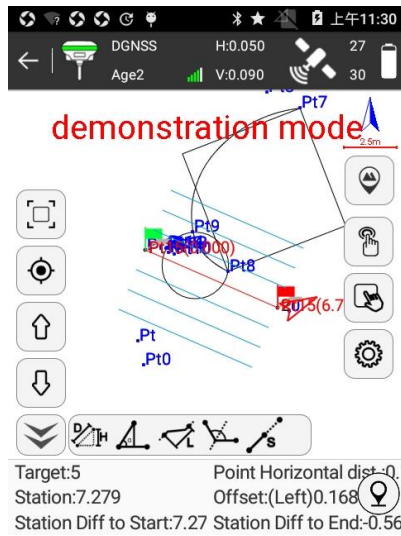 上午11:30
DGNSS H:0.050 27
Age2 V:0.090 30
Pt7
demonstration mode
2.5m
Pt9
Pt8
Pt
Pt0
D H L S
Target:5 Point Horizontal dist
Station:7.279 Offset:(Left)0.168
Station Diff to Start:7.27 Station Diff to End:-0.56